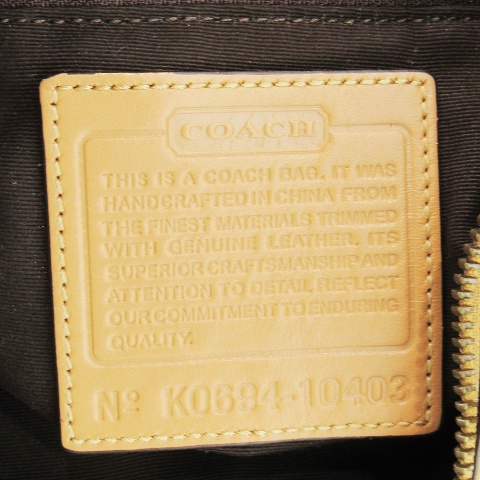 COACH
THIS IS A COACH BAG. IT WAS
HANDCRAFTED IN CHINA FROM
THE FINEST MATERIALS TRIMMED
WITH GENUINE LEATHER. ITS
SUPERIOR CRAFTSMANSHIP AND
ATTENTION TO DETAIL REFLECT
OUR COMMITMENT TO ENDURING
QUALITY.
Nº K0694-10403